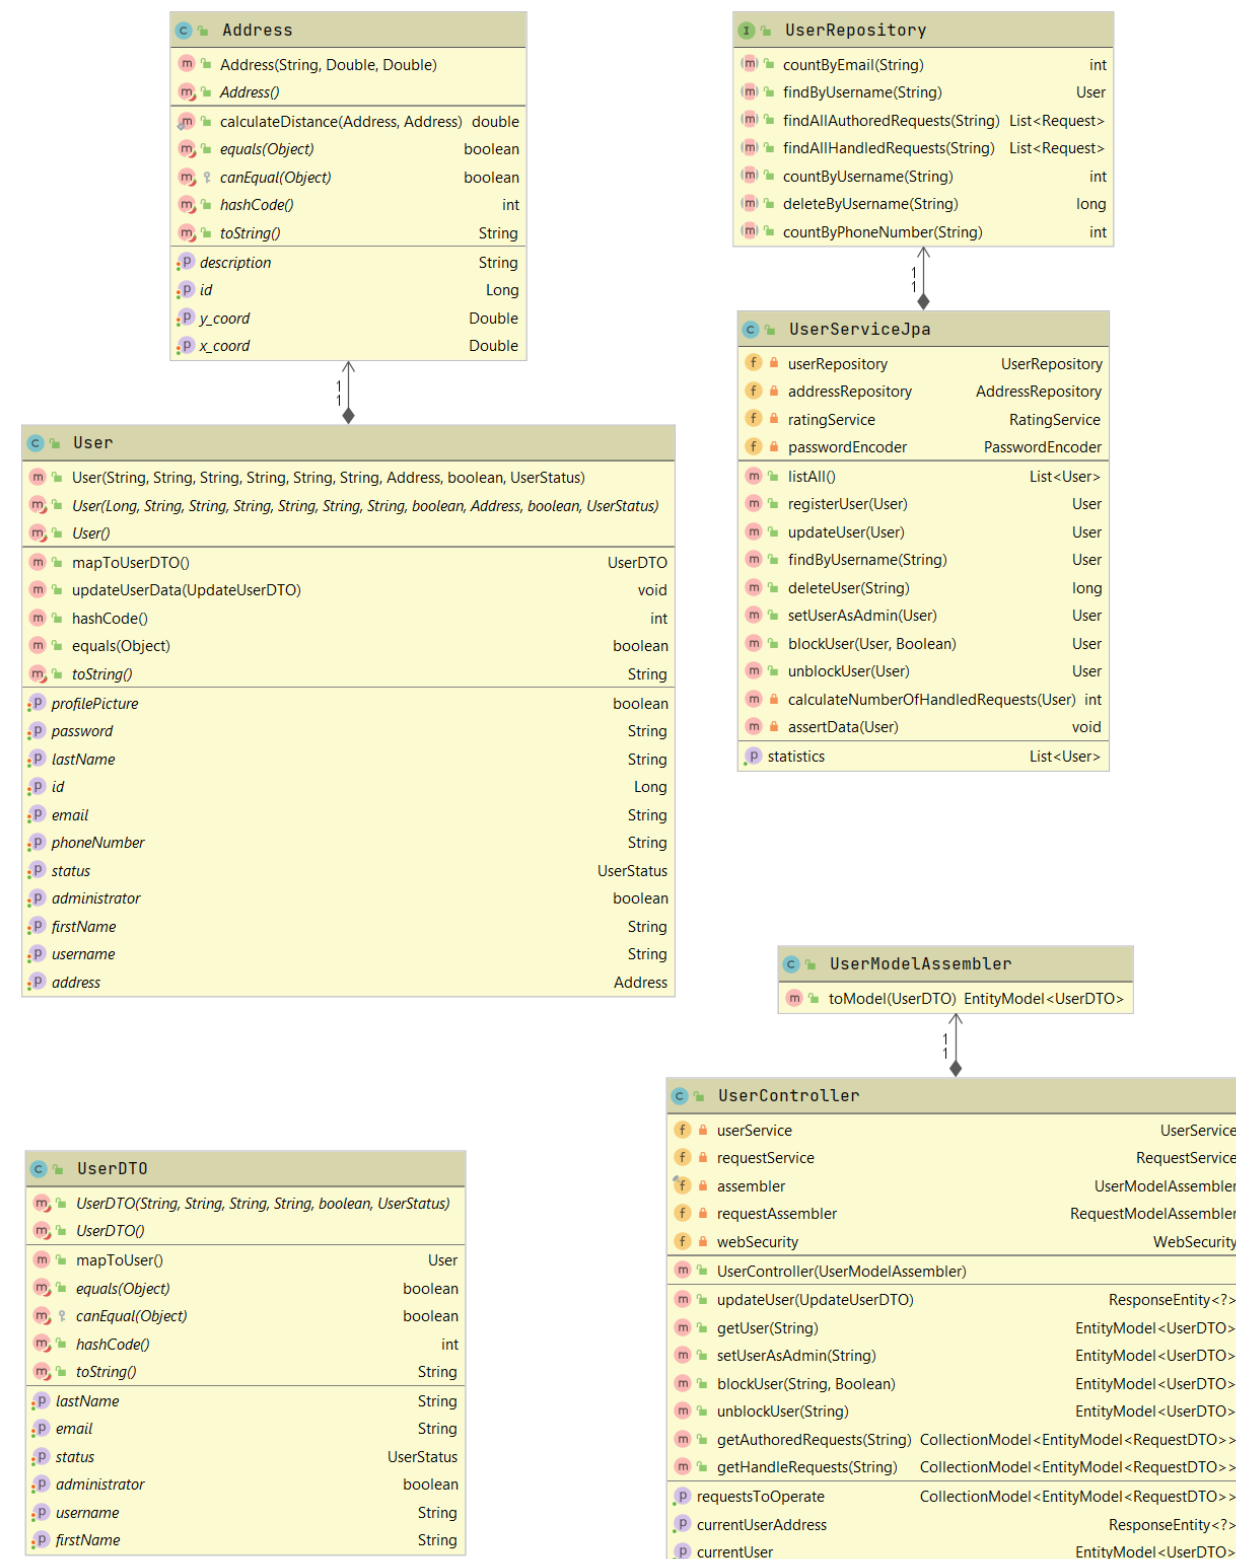 Address
Address(String, Double, Double)
Address()
calculateDistance(Address, Address) double
equals(Object) boolean
canEqual(Object) boolean
hashCode() int
toString() String
description String
id Long
y_coord Double
x_coord Double
1
1
User
User(String, String, String, String, String, String, Address, boolean, UserStatus)
User(Long, String, String, String, String, String, String, boolean, Address, boolean, UserStatus)
User()
mapToUserDTO() UserDTO
updateUserData(UpdateUserDTO) void
hashCode() int
equals(Object) boolean
toString() String
profilePicture boolean
password String
lastName String
id Long
email String
phoneNumber String
status UserStatus
administrator boolean
firstName String
username String
address Address
UserRepository
countByEmail(String) int
findByUsername(String) User
findAllAuthoredRequests(String) List<Request>
findAllHandledRequests(String) List<Request>
countByUsername(String) int
deleteByUsername(String) long
countByPhoneNumber(String) int
1
1
UserServiceJpa
userRepository UserRepository
addressRepository AddressRepository
ratingService RatingService
passwordEncoder PasswordEncoder
listAll() List<User>
registerUser(User) User
updateUser(User) User
findByUsername(String) User
deleteUser(String) long
setUserAsAdmin(User) User
blockUser(User, Boolean) User
unblockUser(User) User
calculateNumberOfHandledRequests(User) int
assertData(User) void
statistics List<User>
UserModelAssembler
toModel(UserDTO) EntityModel<UserDTO>
1
1
UserController
userService UserService
requestService RequestService
assembler UserModelAssembler
requestAssembler RequestModelAssembler
webSecurity WebSecurity
UserController(UserModelAssembler)
updateUser(UpdateUserDTO) ResponseEntity<?>
getUser(String) EntityModel<UserDTO>
setUserAsAdmin(String) EntityModel<UserDTO>
blockUser(String, Boolean) EntityModel<UserDTO>
unblockUser(String) EntityModel<UserDTO>
getAuthoredRequests(String) CollectionModel<EntityModel<RequestDTO>>
getHandleRequests(String) CollectionModel<EntityModel<RequestDTO>>
requestsToOperate CollectionModel<EntityModel<RequestDTO>>
currentUserAddress ResponseEntity<?>
currentUser EntityModel<UserDTO>
UserDTO
UserDTO(String, String, String, String, boolean, UserStatus)
UserDTO()
mapToUser() User
equals(Object) boolean
canEqual(Object) boolean
hashCode() int
toString() String
lastName String
email String
status UserStatus
administrator boolean
username String
firstName String